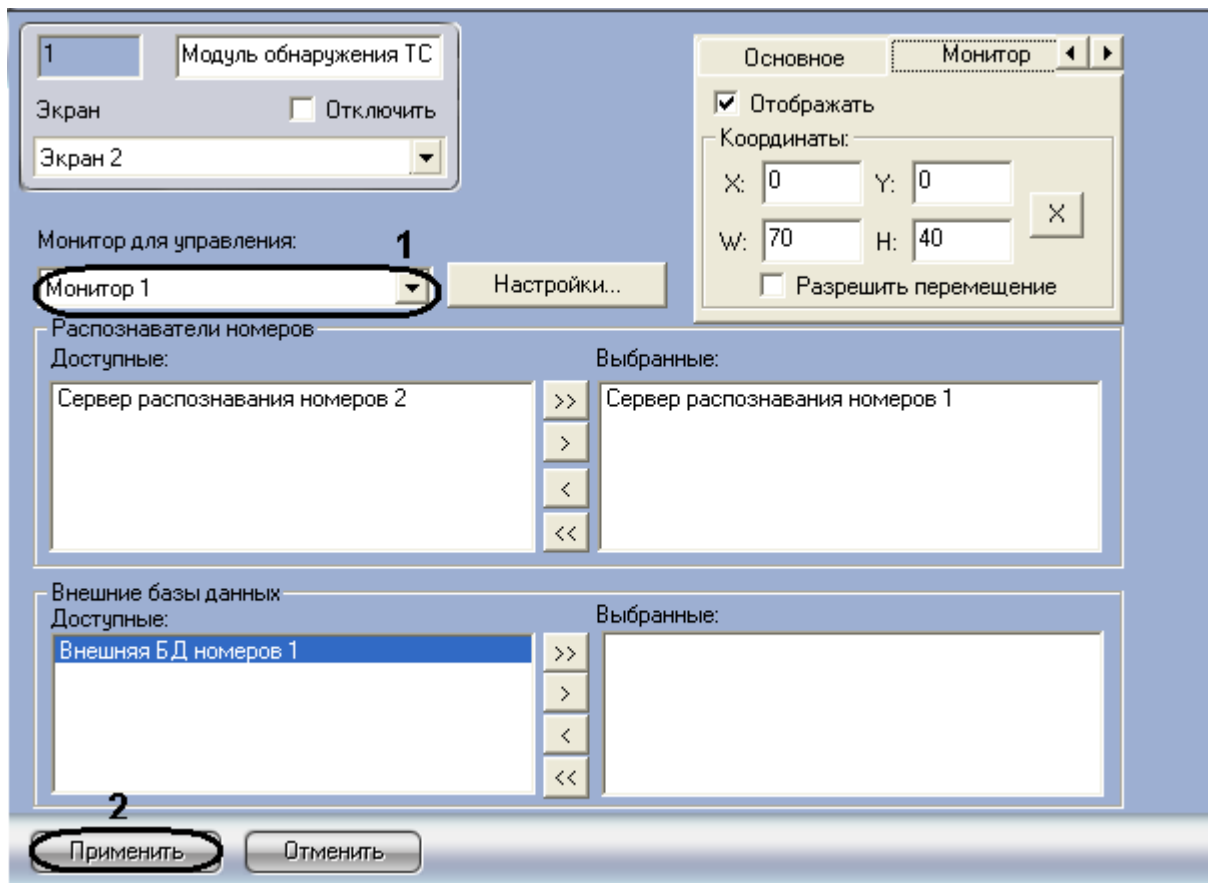 1 Модуль обнаружения ТС
Экран Отключить
Экран 2
Основное Монитор
Отображать
Координаты:
X: 0 Y: 0
X
W: 70 H: 40
Разрешить перемещение
Монитор для управления: 1
Монитор 1 Настройки...
Распознаватели номеров
Доступные: Выбранные:
Сервер распознавания номеров 2 >> Сервер распознавания номеров 1
>
<
<<
Внешние базы данных
Доступные: Выбранные:
Внешняя БД номеров 1 >>
>
<
<<
2
Применить Отменить